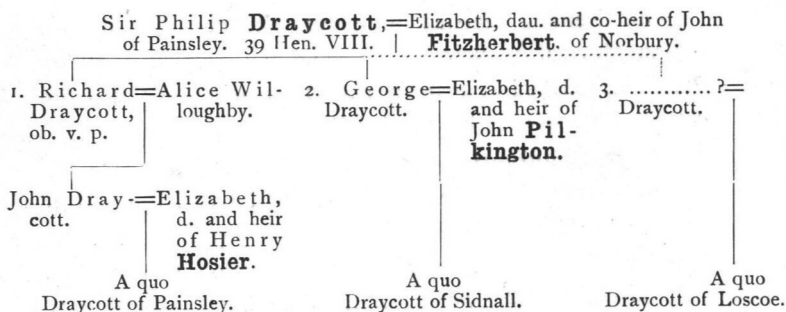 Sir Philip Draycott,=Elizabeth, dau. and co-heir of John
of Painsley. 39 Hen. VIII. | Fitzherbert. of Norbury.
1. Richard=Alice Wil-
Draycott, loughby.
ob. v. p.
2. George=Elizabeth, d.
Draycott. and heir of
John Pil-
kington.
3. ............ ?=
Draycott.
John Dray-=Elizabeth,
cott. d. and heir
of Henry
Hosier.
A quo
Draycott of Painsley.
A quo
Draycott of Sidnall.
A quo
Draycott of Loscoe.